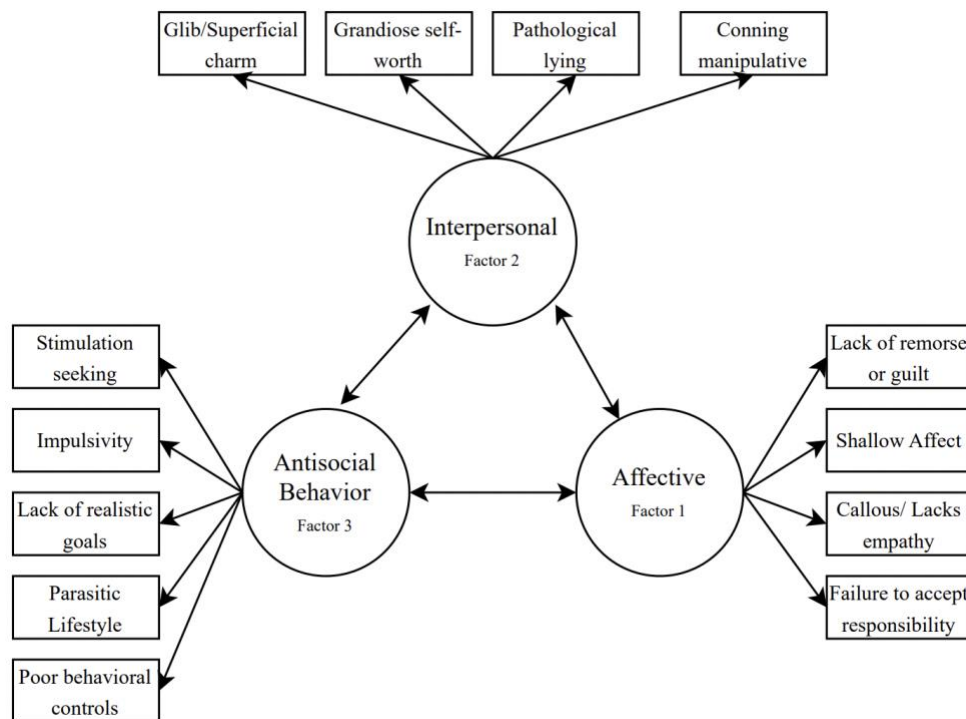 Glib/Superficial
charm
Grandiose self-
worth
Pathological
lying
Conning
manipulative
Interpersonal
Factor 2
Stimulation
seeking
Impulsivity
Lack of realistic
goals
Parasitic
Lifestyle
Poor behavioral
controls
Antisocial
Behavior
Factor 3
Affective
Factor 1
Lack of remorse
or guilt
Shallow Affect
Callous/ Lacks
empathy
Failure to accept
responsibility